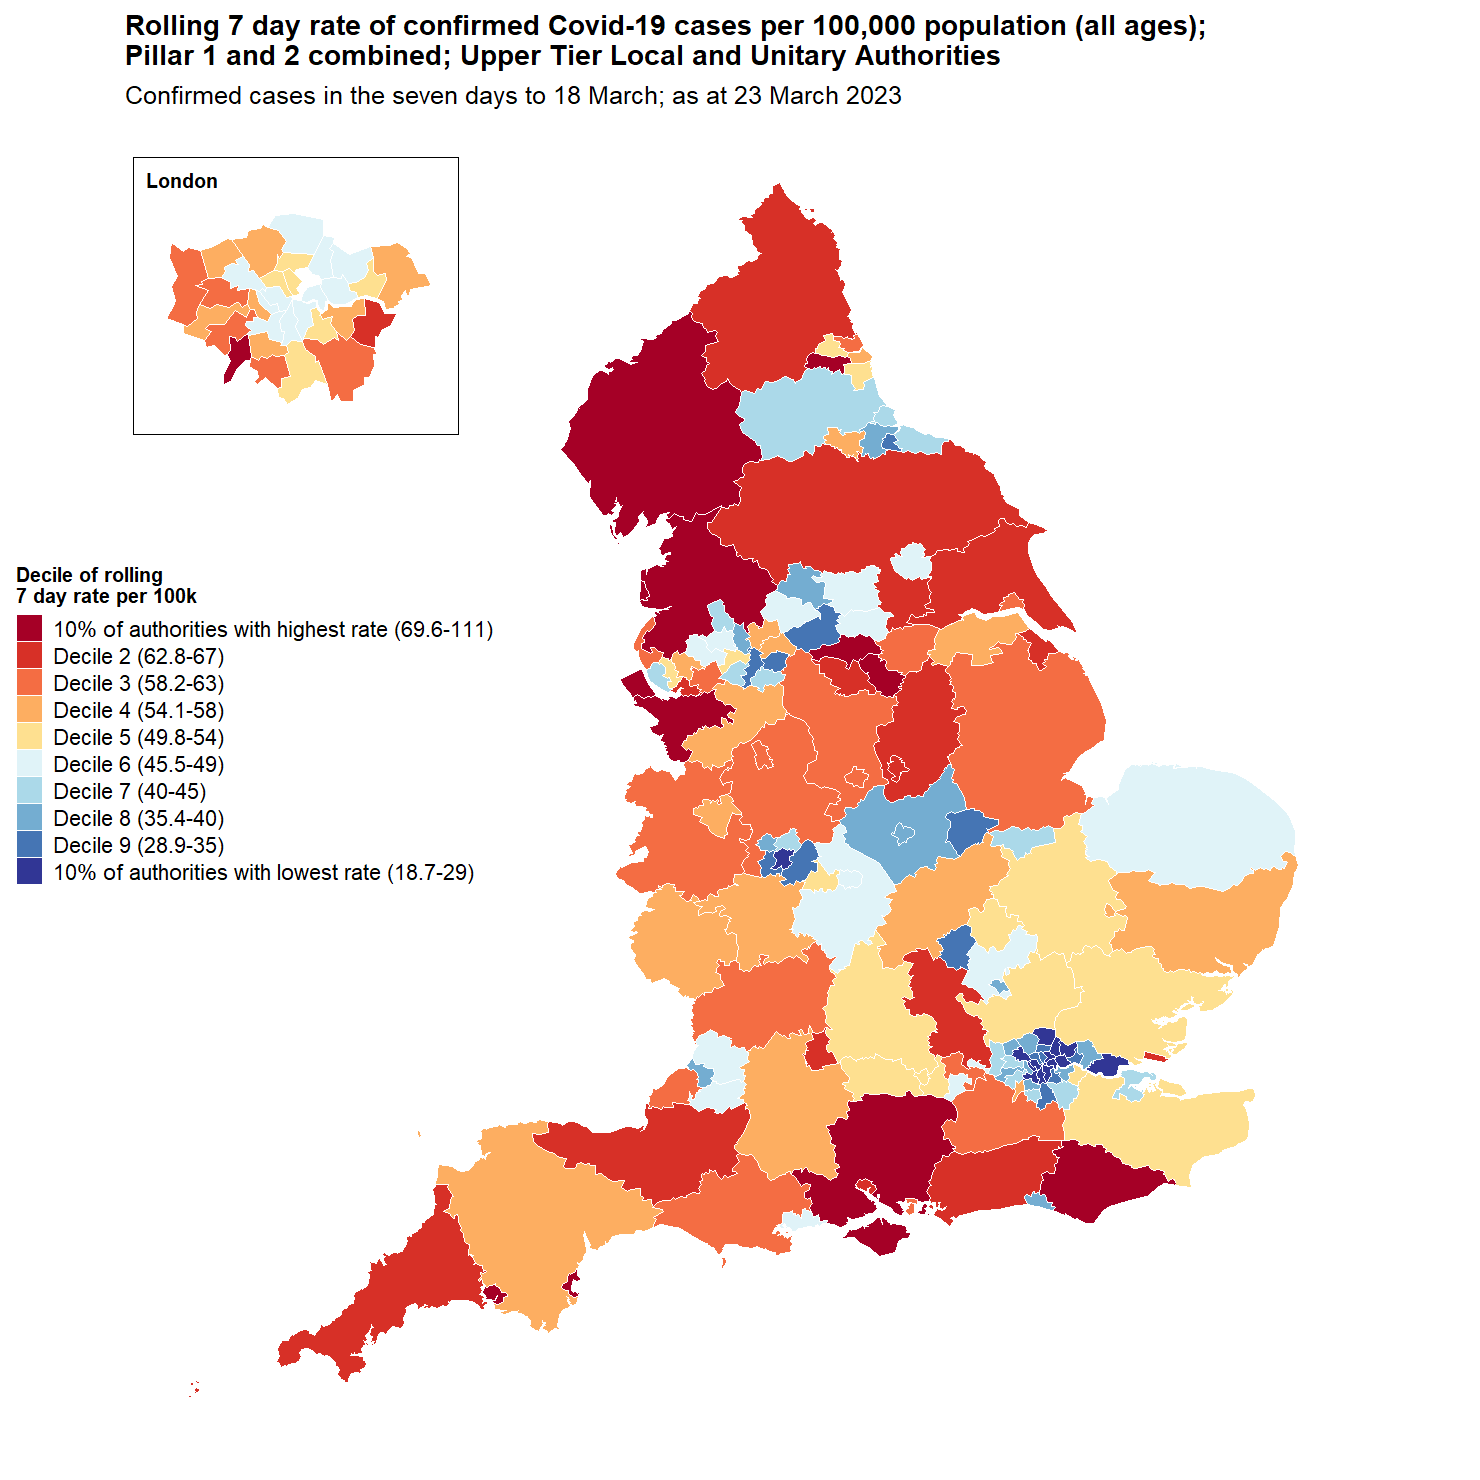 Rolling 7 day rate of confirmed Covid-19 cases per 100,000 population (all ages);
Pillar 1 and 2 combined; Upper Tier Local and Unitary Authorities
Confirmed cases in the seven days to 18 March; as at 23 March 2023
London
Decile of rolling
7 day rate per 100k
10% of authorities with highest rate (69.6-111)
Decile 2 (62.8-67)
Decile 3 (58.2-63)
Decile 4 (54.1-58)
Decile 5 (49.8-54)
Decile 6 (45.5-49)
Decile 7 (40-45)
Decile 8 (35.4-40)
Decile 9 (28.9-35)
10% of authorities with lowest rate (18.7-29)